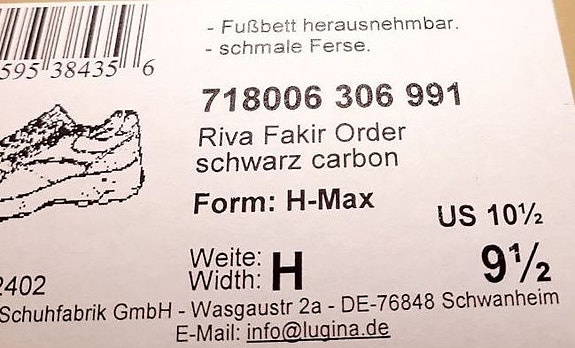 - Fußbett herausnehmbar.
- schmale Ferse.
595 38435 6
718006 306 991
Riva Fakir Order
schwarz carbon
Form: H-Max
US 10½
9½
Weite:
Width: H
2402
Schuhfabrik GmbH - Wasgaustr 2a - DE-76848 Schwanheim
E-Mail: info@lugina.de